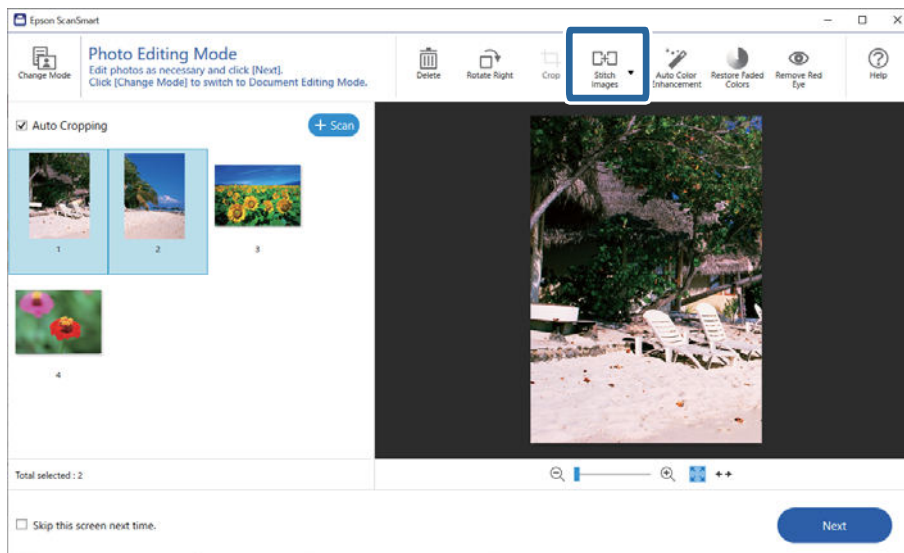 Epson ScanSmart
Change Mode
Photo Editing Mode
Edit photos as necessary and click [Next].
Click [Change Mode] to switch to Document Editing Mode.
Delete
Rotate Right
Crop
Stitch
Images
Auto Color
Enhancement
Restore Faded
Colors
Remove Red
Eye
Help
Auto Cropping
+ Scan
1
2
3
4
Total selected : 2
Skip this screen next time.
Next